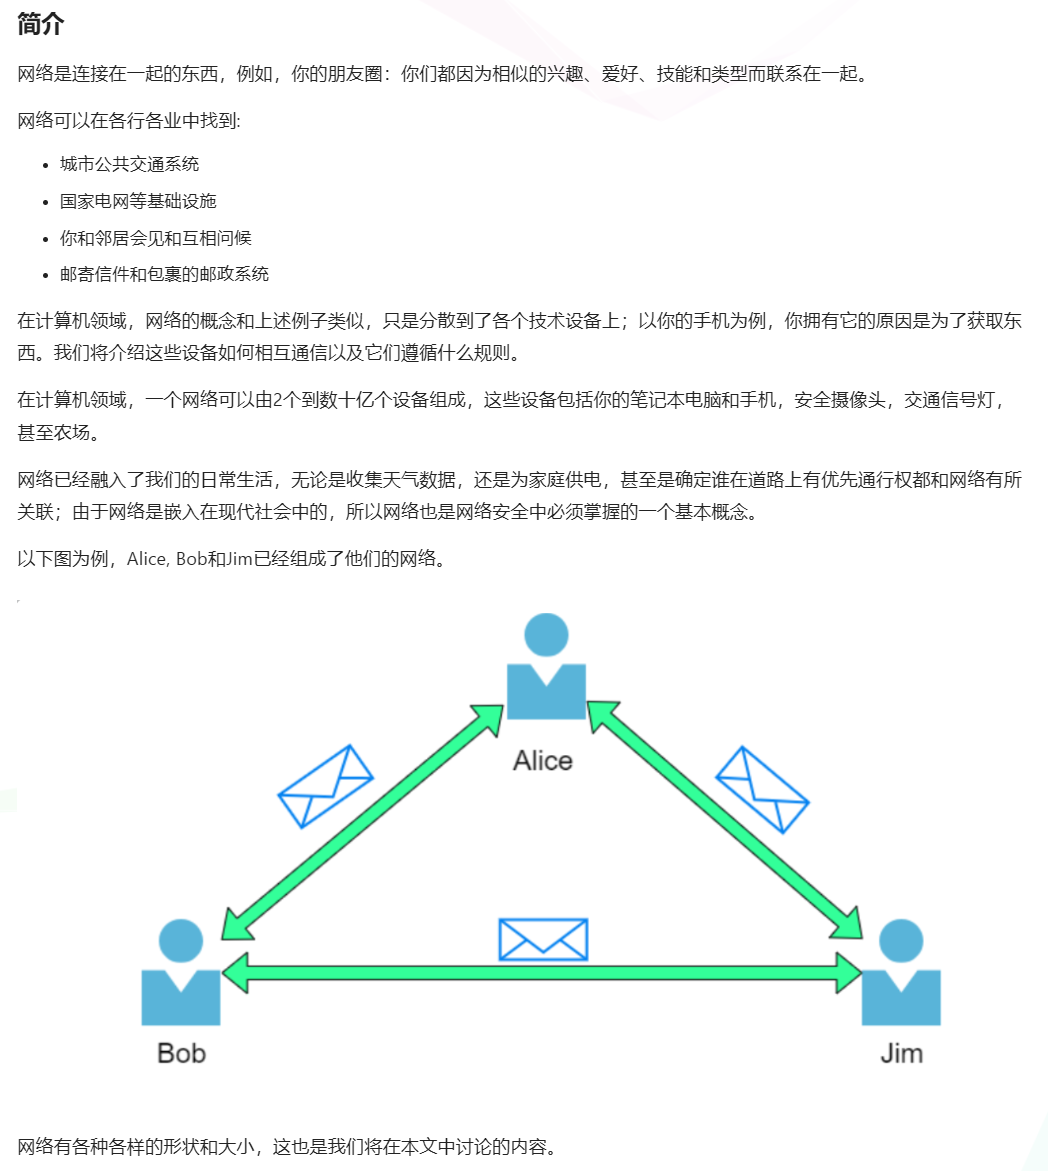 简介
网络是连接在一起的东西，例如，你的朋友圈：你们都因为相似的兴趣、爱好、技能和类型而联系在一起。
网络可以在各行各业中找到:
• 城市公共交通系统
• 国家电网等基础设施
• 你和邻居会见和互相问候
• 邮寄信件和包裹的邮政系统
在计算机领域，网络的概念和上述例子类似，只是分散到了各个技术设备上；以你的手机为例，你拥有它的原因是为了获取东
西。我们将介绍这些设备如何相互通信以及它们遵循什么规则。
在计算机领域，一个网络可以由2个到数十亿个设备组成，这些设备包括你的笔记本电脑和手机，安全摄像头，交通信号灯，
甚至农场。
网络已经融入了我们的日常生活，无论是收集天气数据，还是为家庭供电，甚至是确定谁在道路上有优先通行权都和网络有所
关联；由于网络是嵌入在现代社会中的，所以网络也是网络安全中必须掌握的一个基本概念。
以下图为例，Alice, Bob和Jim已经组成了他们的网络。
Alice
Bob
Jim
网络有各种各样的形状和大小，这也是我们将在本文中讨论的内容。